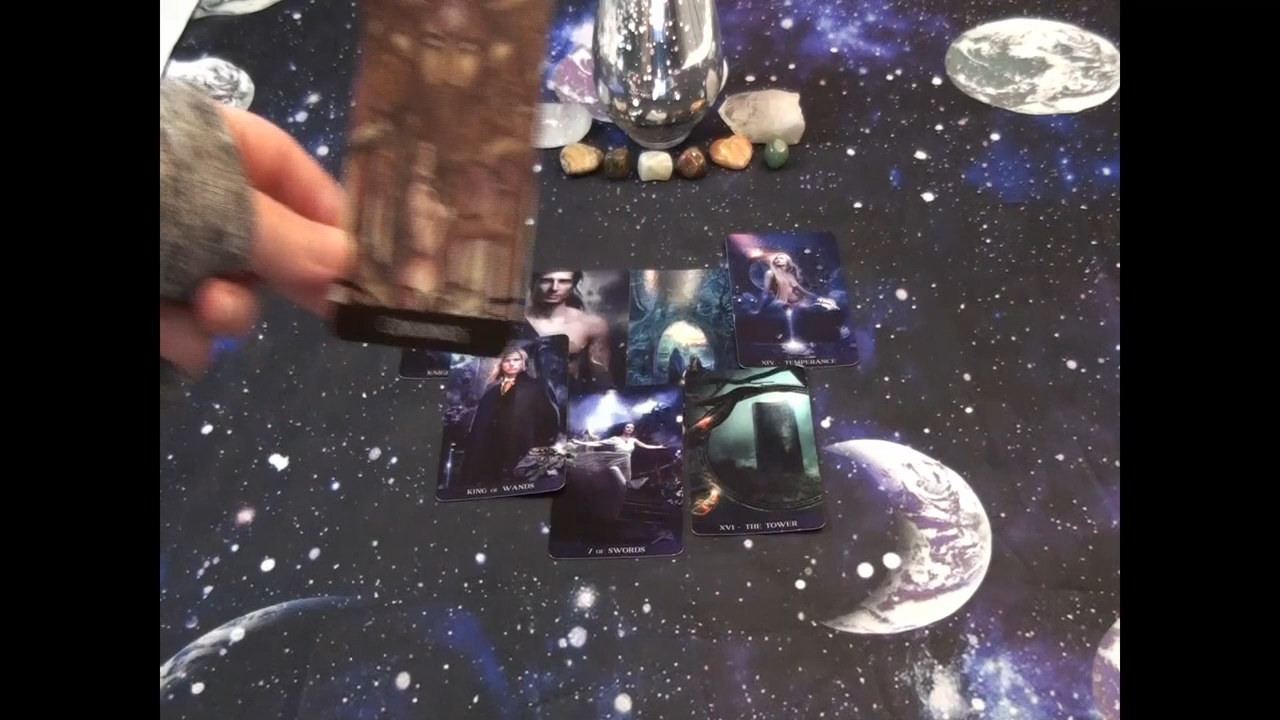 XIV - TEMPERANCE
KING OF WANDS
XVI - THE TOWER
7 OF SWORDS